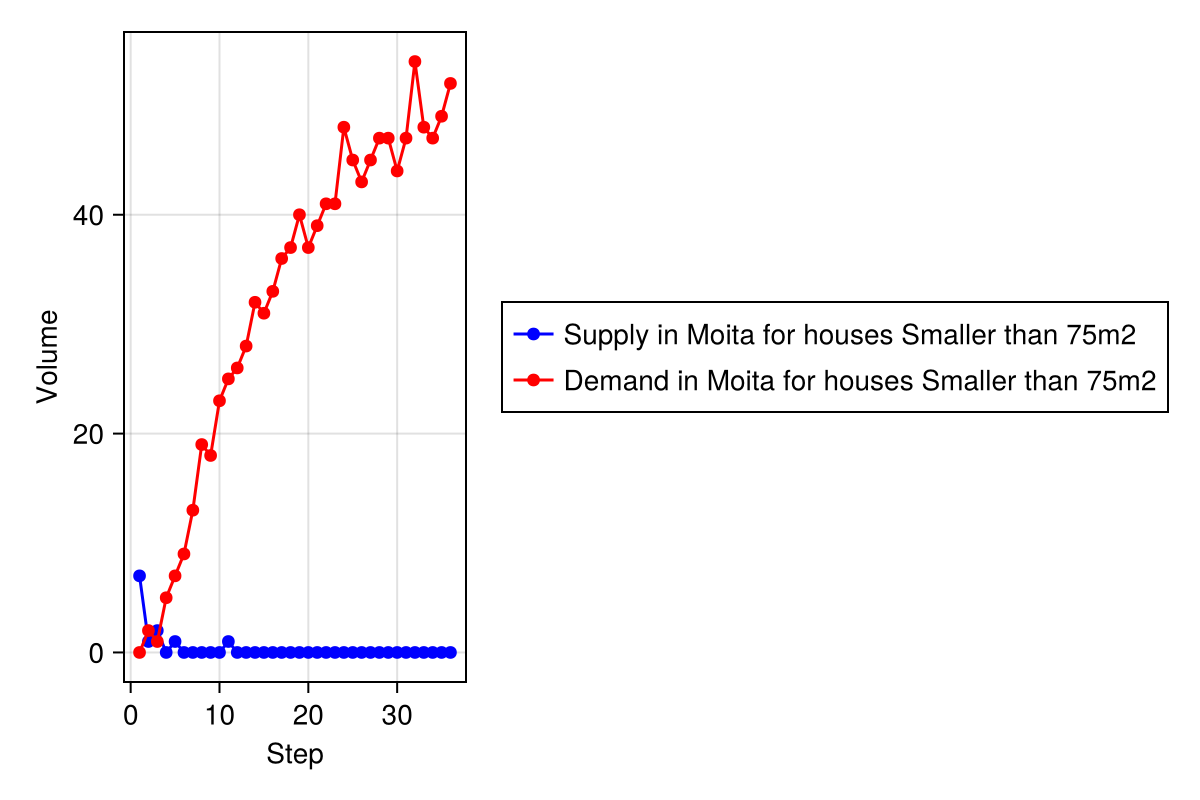 Volume
40
20
0
0 10 20 30
Step
Supply in Moita for houses Smaller than 75m2
Demand in Moita for houses Smaller than 75m2